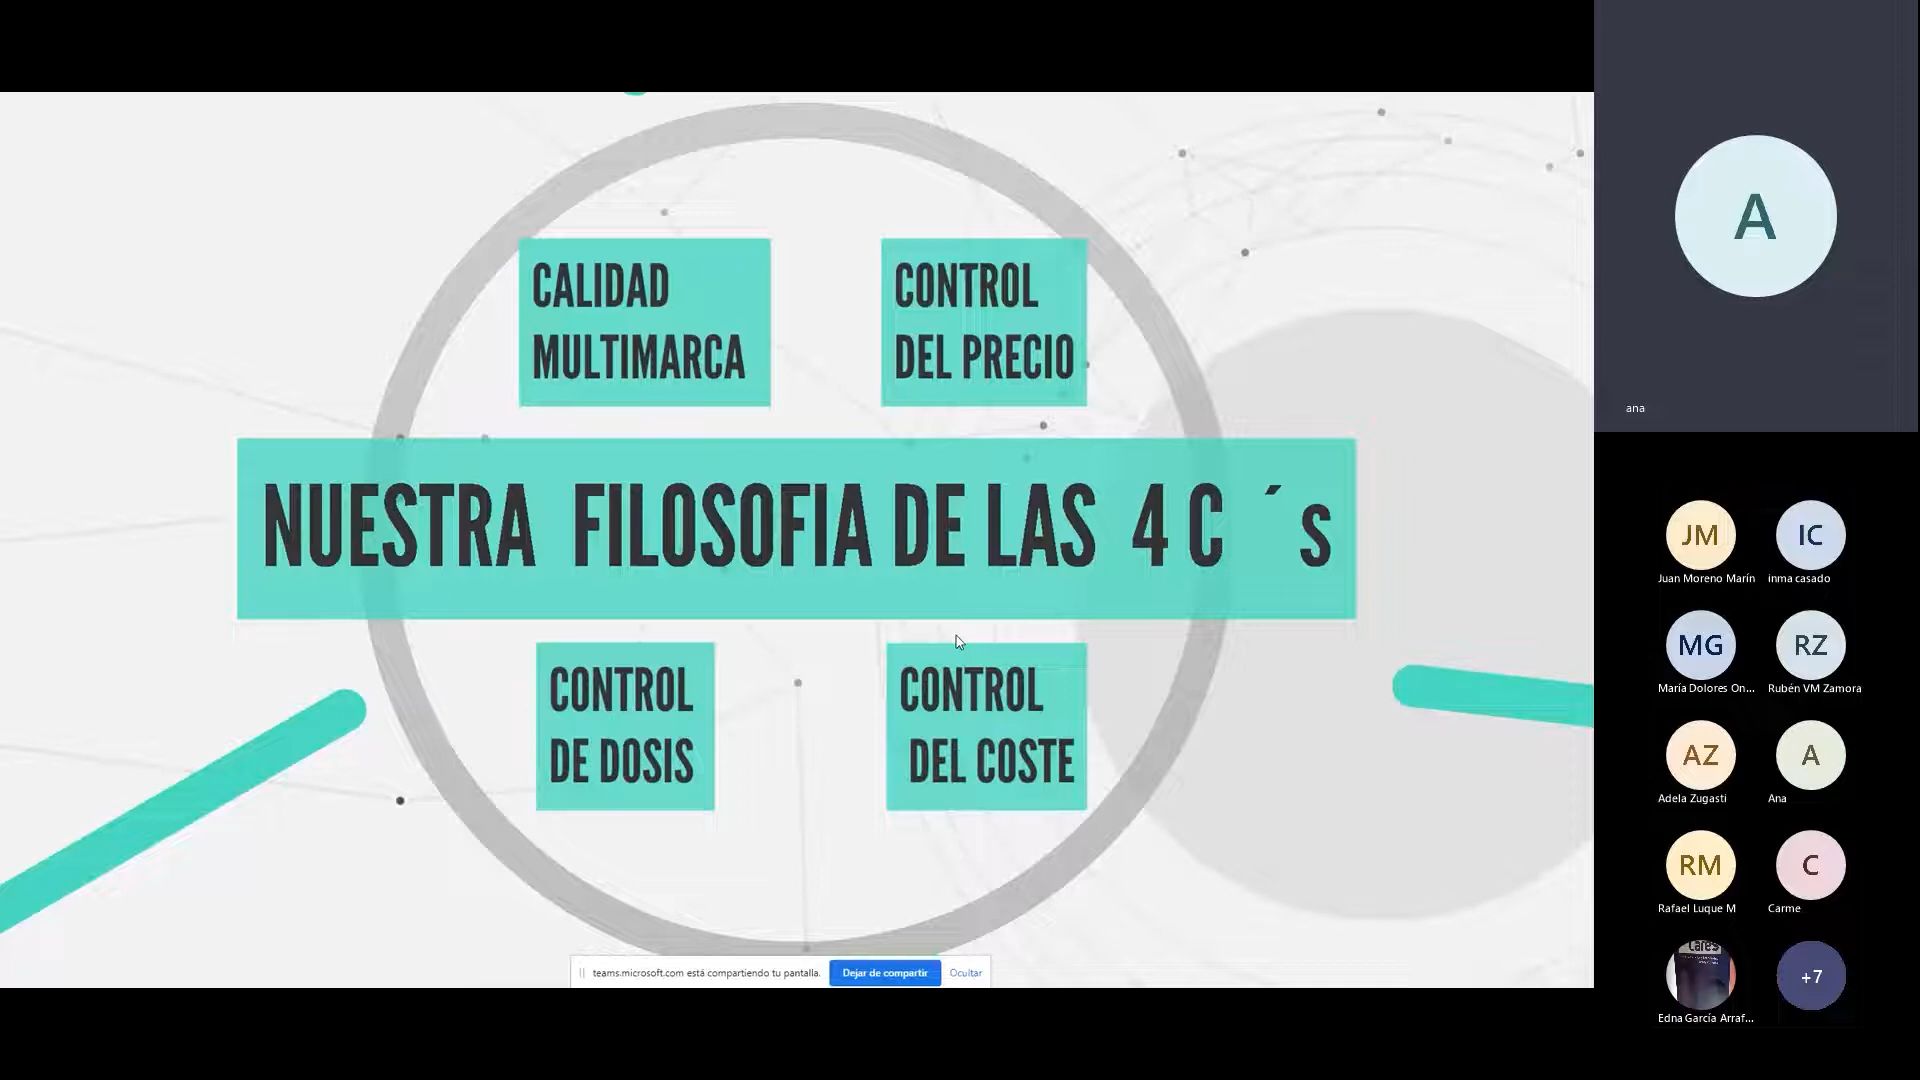 CALIDAD
MULTIMARCA
CONTROL
DEL PRECIO
NUESTRA FILOSOFIA DE LAS 4 C ´s
CONTROL
DE DOSIS
CONTROL
DEL COSTE
teams.microsoft.com está compartiendo tu pantalla.
Dejar de compartir
Ocultar
A
ana
JM
Juan Moreno Marín
IC
inma casado
MG
María Dolores On...
RZ
Rubén VM Zamora
AZ
Adela Zugasti
A
Ana
RM
Rafael Luque M
C
Carme
Cares
Edna García Arraf...
+7